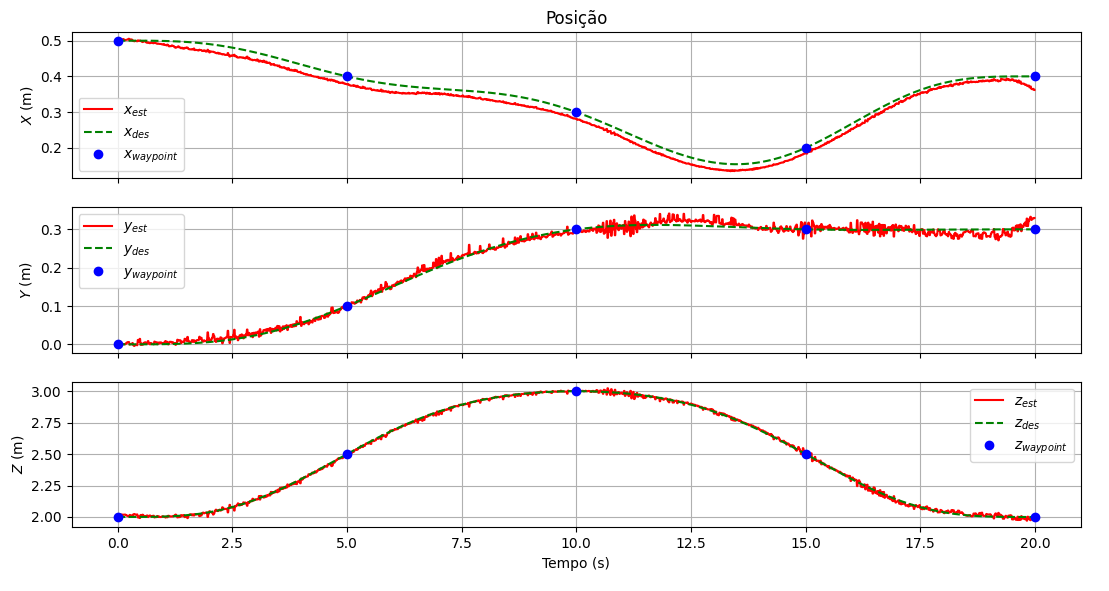 Posição
X (m)
0.5
0.4
0.3
0.2
x_est
x_des
x_waypoint
Y (m)
0.3
0.2
0.1
0.0
y_est
y_des
y_waypoint
Z (m)
3.00
2.75
2.50
2.25
2.00
z_est
z_des
z_waypoint
0.0 2.5 5.0 7.5 10.0 12.5 15.0 17.5 20.0
Tempo (s)